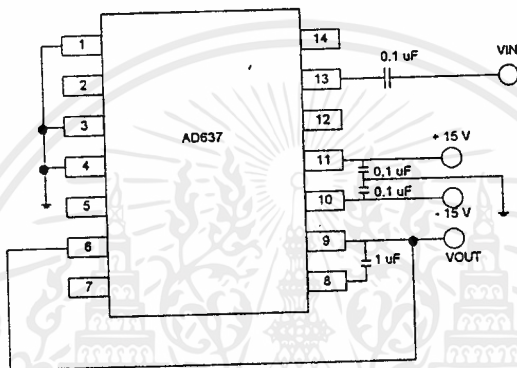 1
2
3
4
5
6
7
AD637
14
13
12
11
10
9
8
0.1 uF
VIN
+ 15 V
0.1 uF
0.1 uF
- 15 V
VOUT
1 uF